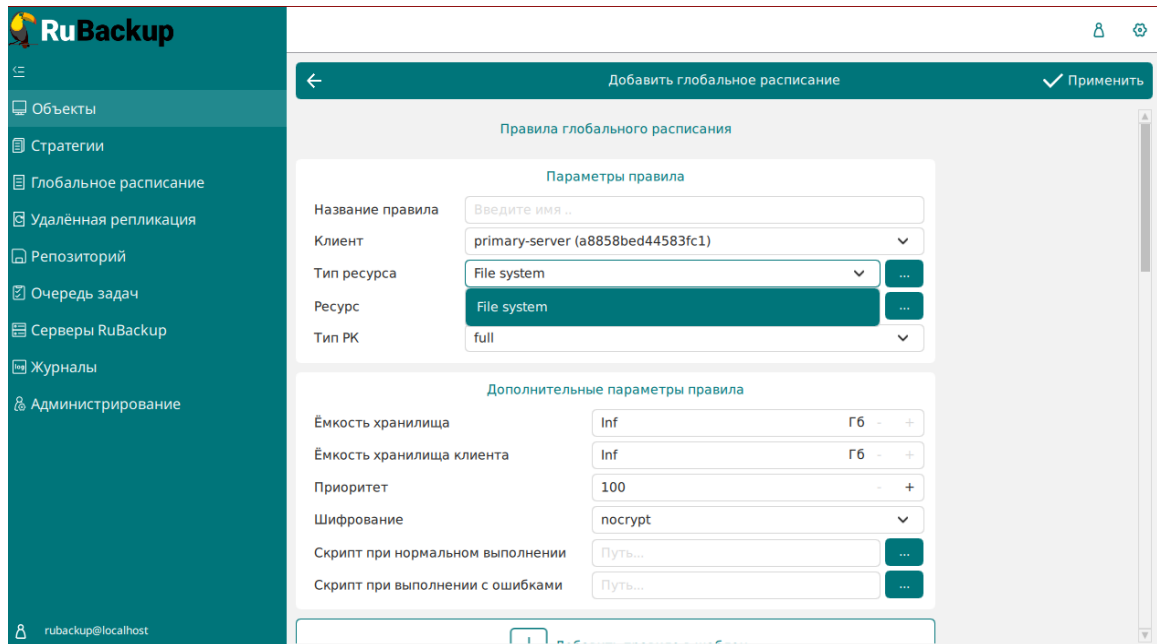 RuBackup
Добавить глобальное расписание
Применить
Объекты
Стратегии
Глобальное расписание
Удалённая репликация
Репозиторий
Очередь задач
Серверы RuBackup
Журналы
Администрирование
rubackup@localhost
Правила глобального расписания
Параметры правила
Название правила Введите имя ..
Клиент primary-server (a8858bed44583fc1)
Тип ресурса File system ...
Ресурс File system ...
Тип РК full
Дополнительные параметры правила
Ёмкость хранилища Inf Гб - +
Ёмкость хранилища клиента Inf Гб - +
Приоритет 100 - +
Шифрование nocrypt
Скрипт при нормальном выполнении Путь... ...
Скрипт при выполнении с ошибками Путь... ...